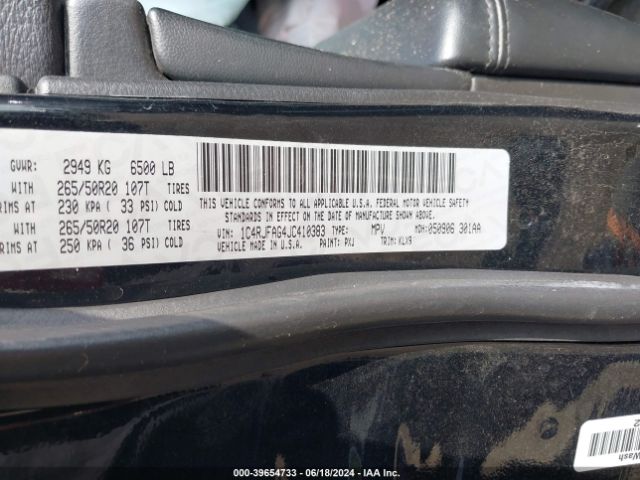 GVWR: 2949 KG 6500 LB
WITH 265/50R20 107T TIRES
RIMS AT 230 KPA ( 33 PSI) COLD
WITH 265/50R20 107T TIRES
RIMS AT 250 KPA ( 36 PSI) COLD
THIS VEHICLE CONFORMS TO ALL APPLICABLE U.S.A. FEDERAL MOTOR VEHICLE SAFETY
STANDARDS IN EFFECT ON THE DATE OF MANUFACTURE SHOWN ABOVE.
VIN: 1C4RJFAG4JC410383 TYPE: MPV MDH: 050906 301AA
VEHICLE MADE IN U.S.A. PAINT: PXJ TRIM: KLX9
Wash
00-39654733 - 06/18/2024 - IAA Inc.